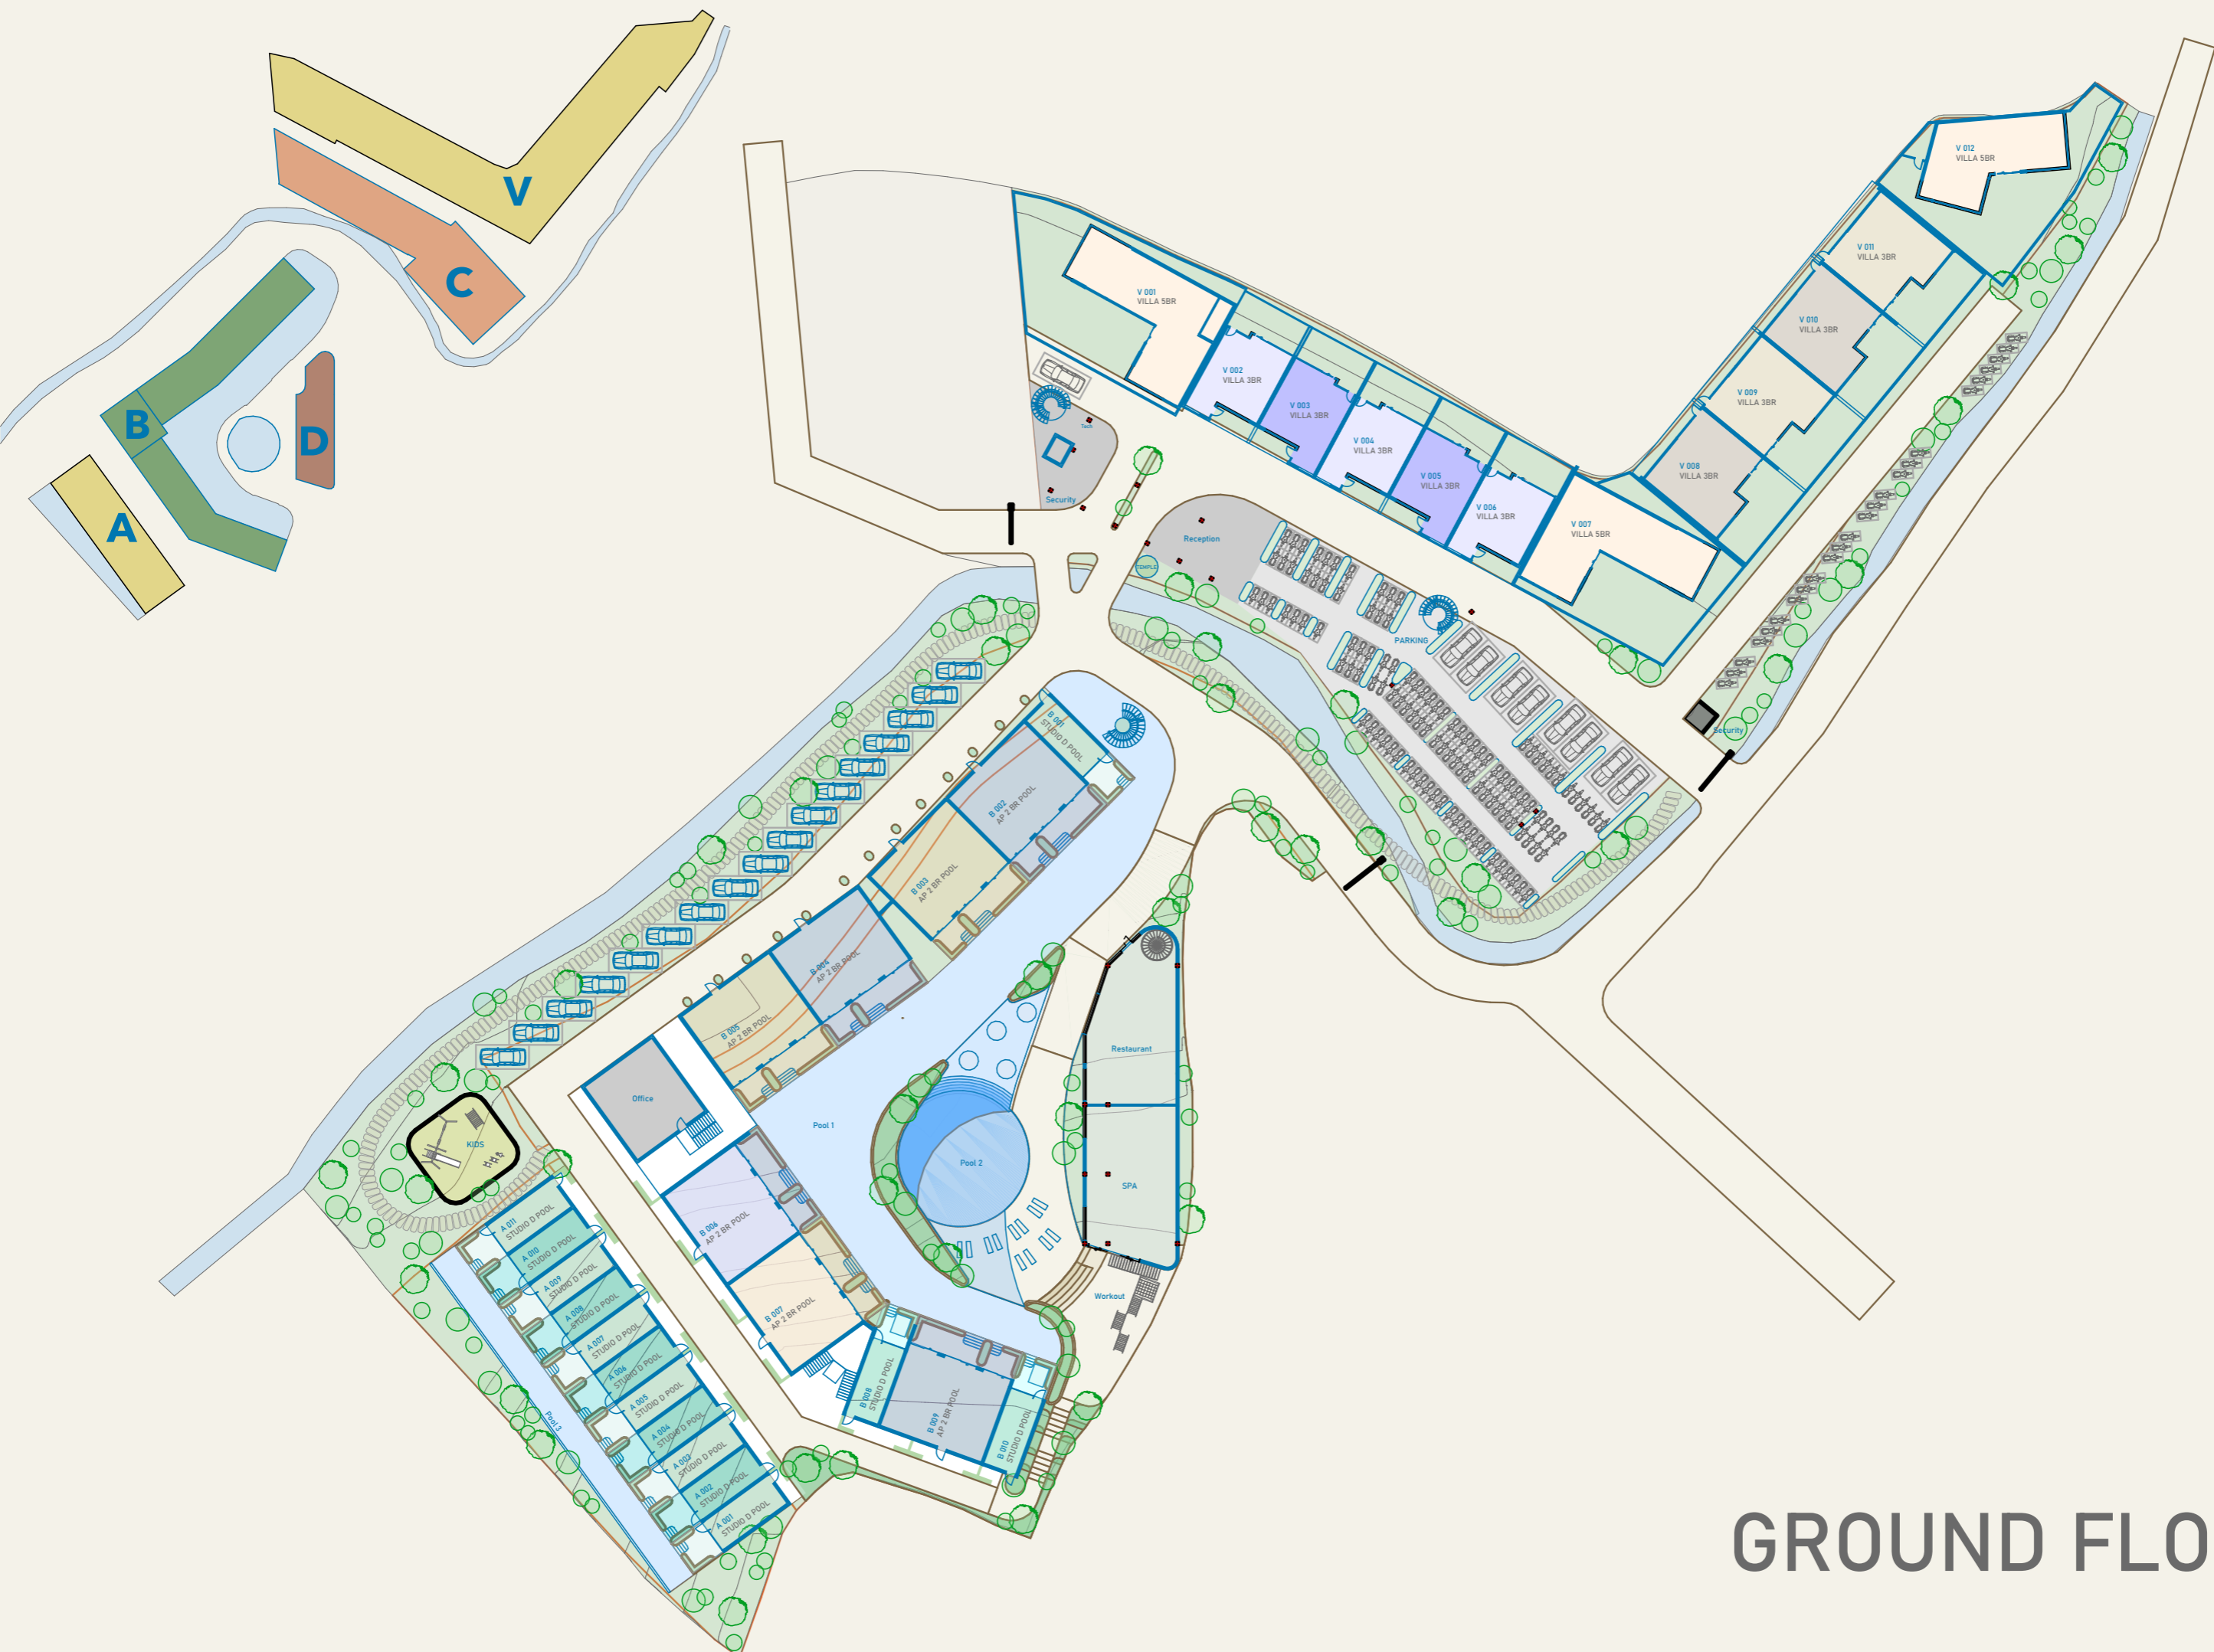 V
C
B
D
A
V 012
VILLA 5BR
V 011
VILLA 3BR
V 010
VILLA 3BR
V 009
VILLA 3BR
V 008
VILLA 3BR
V 001
VILLA 5BR
V 002
VILLA 3BR
V 003
VILLA 3BR
V 004
VILLA 3BR
V 005
VILLA 3BR
V 006
VILLA 3BR
V 007
VILLA 5BR
Tech
Security
Reception
TEMPLE
PARKING
Security
B 001
STUDIO D POOL
B 002
AP 2 BR POOL
B 003
AP 2 BR POOL
B 004
AP 2 BR POOL
B 005
AP 2 BR POOL
Office
Pool 1
Pool 2
Restaurant
SPA
Workout
KIDS
B 006
AP 2 BR POOL
B 007
AP 2 BR POOL
B 008
STUDIO D POOL
B 009
AP 2 BR POOL
B 010
STUDIO D POOL
A 011
STUDIO D POOL
A 010
STUDIO D POOL
A 009
STUDIO D POOL
A 008
STUDIO D POOL
A 007
STUDIO D POOL
A 006
STUDIO D POOL
A 005
STUDIO D POOL
A 004
STUDIO D POOL
A 003
STUDIO D POOL
A 002
STUDIO D POOL
A 001
STUDIO D POOL
Pool 3
GROUND FLO